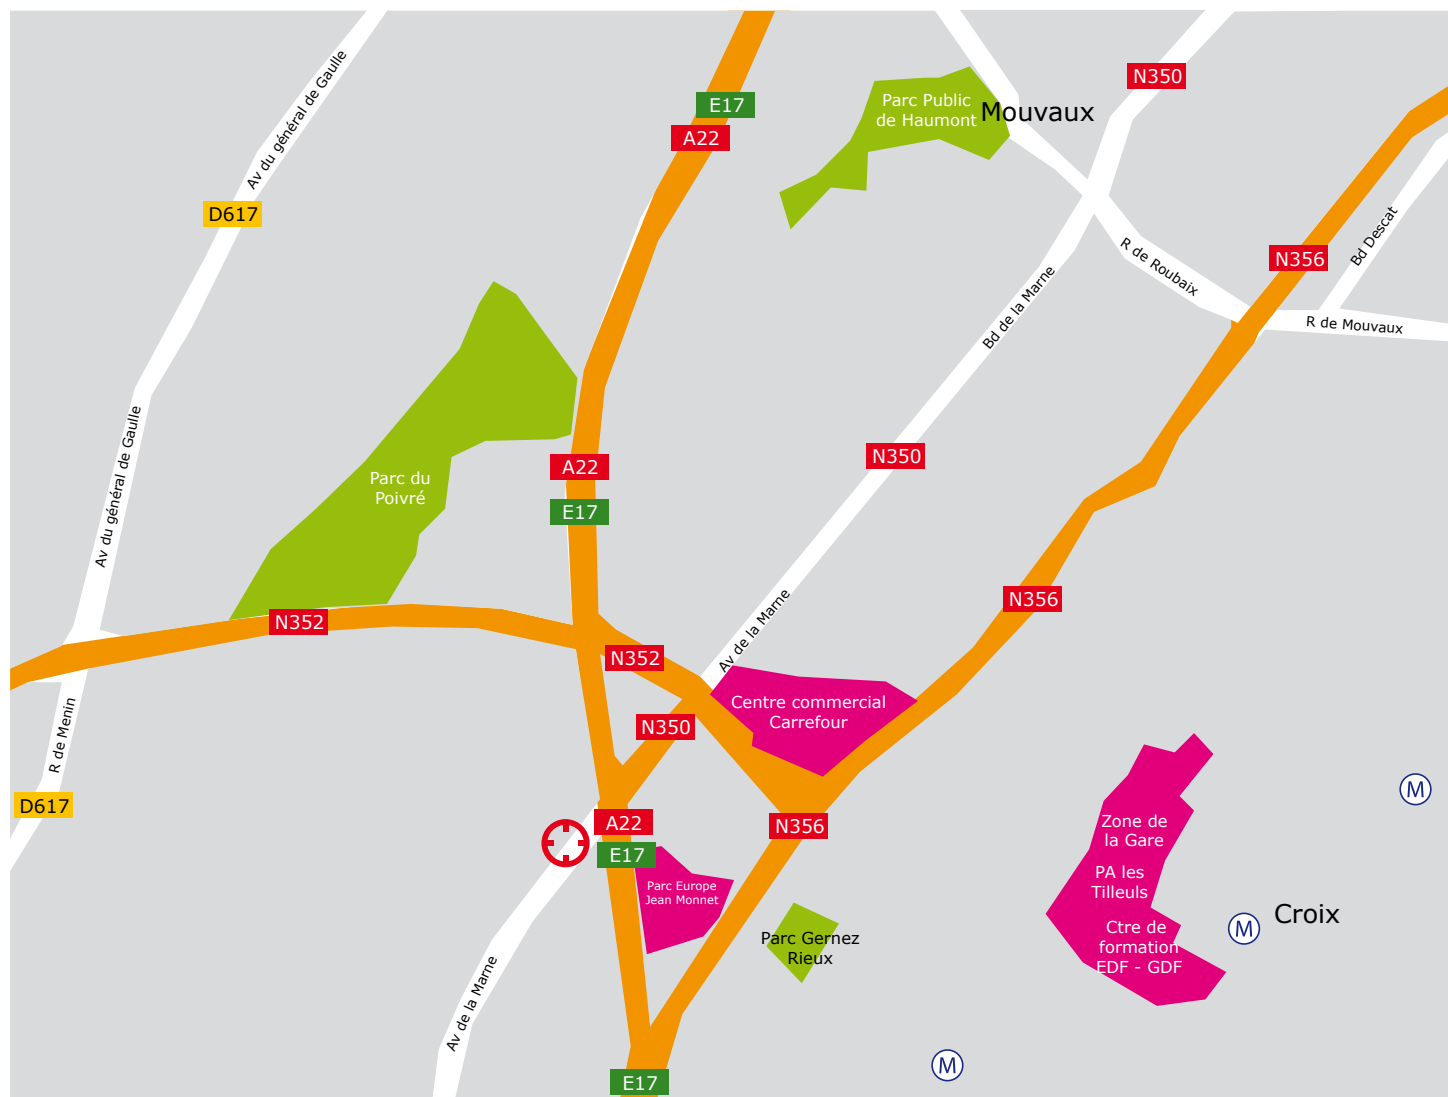 N350
Av du général de Gaulle
E17
Parc Public
de Haumont
Mouvaux
A22
D617
R de Roubaix
Bd Descat
N356
Bd de la Marne
R de Mouvaux
N350
A22
Av du général de Gaulle
Parc du
Poivré
E17
N356
N352
Av de la Marne
N352
Centre commercial
Carrefour
N350
R de Menin
D617
M
A22
N356
Zone de
la Gare
E17
PA les
Tilleuls
Parc Europe
Jean Monnet
M
Croix
Ctre de
formation
EDF - GDF
Parc Gernez
Rieux
Av de la Marne
M
E17